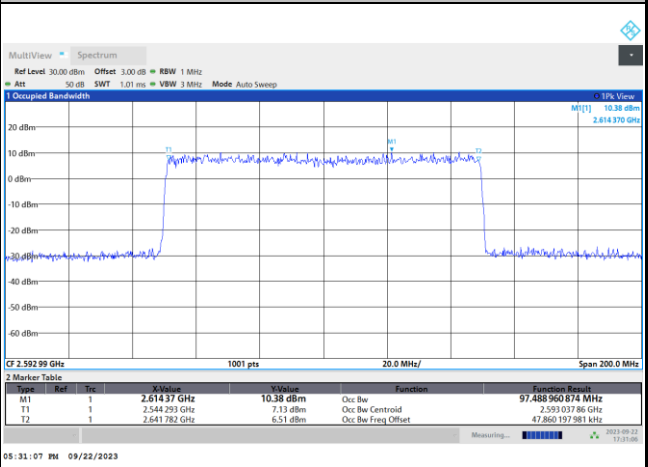 MultiView Spectrum
Ref Level 30.00 dBm Offset 3.00 dB RBW 1 MHz
Att 50 dB SWT 1.01 ms VBW 3 MHz Mode Auto Sweep
1 Occupied Bandwidth 1Pk View
M1[1] 10.38 dBm
2.614 370 GHz
20 dBm
M1
T1 T2
10 dBm
0 dBm
-10 dBm
-20 dBm
-30 dBm
-40 dBm
-50 dBm
-60 dBm
CF 2.592 99 GHz 1001 pts 20.0 MHz/ Span 200.0 MHz
2 Marker Table
Type Ref Trc X-Value Y-Value Function Function Result
M1 1 2.614 37 GHz 10.38 dBm Occ Bw 97.488 960 874 MHz
T1 1 2.544 293 GHz 7.13 dBm Occ Bw Centroid 2.593 037 86 GHz
T2 1 2.641 782 GHz 6.51 dBm Occ Bw Freq Offset 47.860 197 981 kHz
Measuring... 2023-09-22
17:31:06
05:31:07 PM 09/22/2023